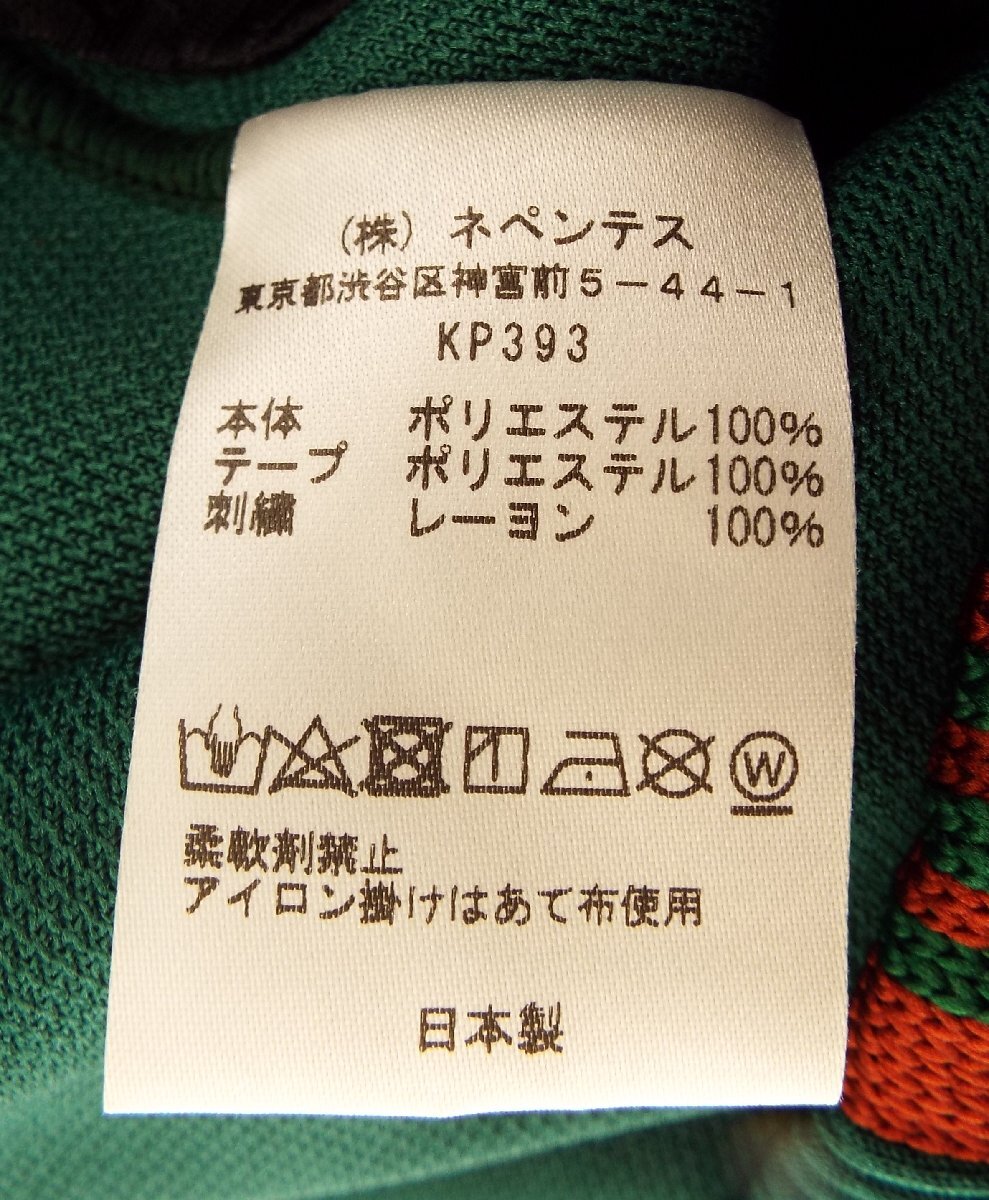 (株) ネペンテス
東京都渋谷区神宮前5-44-1
KP393
本体 ポリエステル100%
テープ ポリエステル100%
刺繍 レーヨン 100%
W
柔軟剤禁止
アイロン掛けはあて布使用
日本製